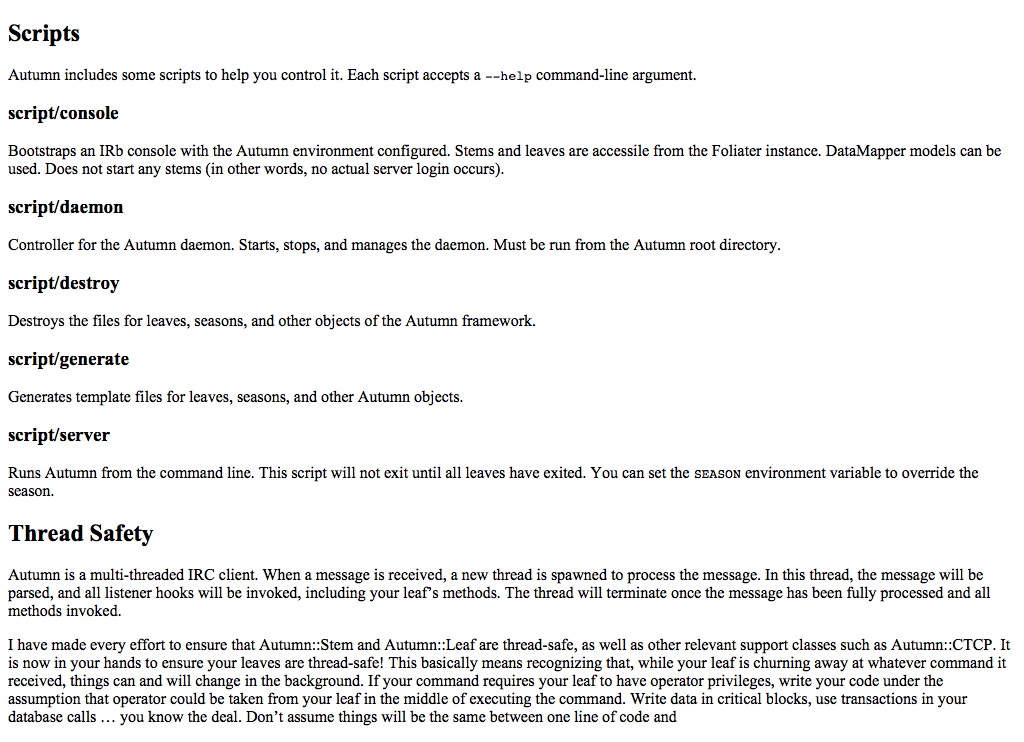 Scripts
Autumn includes some scripts to help you control it. Each script accepts a --help command-line argument.
script/console
Bootstraps an IRb console with the Autumn environment configured. Stems and leaves are accessile from the Foliater instance. DataMapper models can be
used. Does not start any stems (in other words, no actual server login occurs).
script/daemon
Controller for the Autumn daemon. Starts, stops, and manages the daemon. Must be run from the Autumn root directory.
script/destroy
Destroys the files for leaves, seasons, and other objects of the Autumn framework.
script/generate
Generates template files for leaves, seasons, and other Autumn objects.
script/server
Runs Autumn from the command line. This script will not exit until all leaves have exited. You can set the SEASON environment variable to override the
season.
Thread Safety
Autumn is a multi-threaded IRC client. When a message is received, a new thread is spawned to process the message. In this thread, the message will be
parsed, and all listener hooks will be invoked, including your leaf’s methods. The thread will terminate once the message has been fully processed and all
methods invoked.
I have made every effort to ensure that Autumn::Stem and Autumn::Leaf are thread-safe, as well as other relevant support classes such as Autumn::CTCP. It
is now in your hands to ensure your leaves are thread-safe! This basically means recognizing that, while your leaf is churning away at whatever command it
received, things can and will change in the background. If your command requires your leaf to have operator privileges, write your code under the
assumption that operator could be taken from your leaf in the middle of executing the command. Write data in critical blocks, use transactions in your
database calls … you know the deal. Don’t assume things will be the same between one line of code and